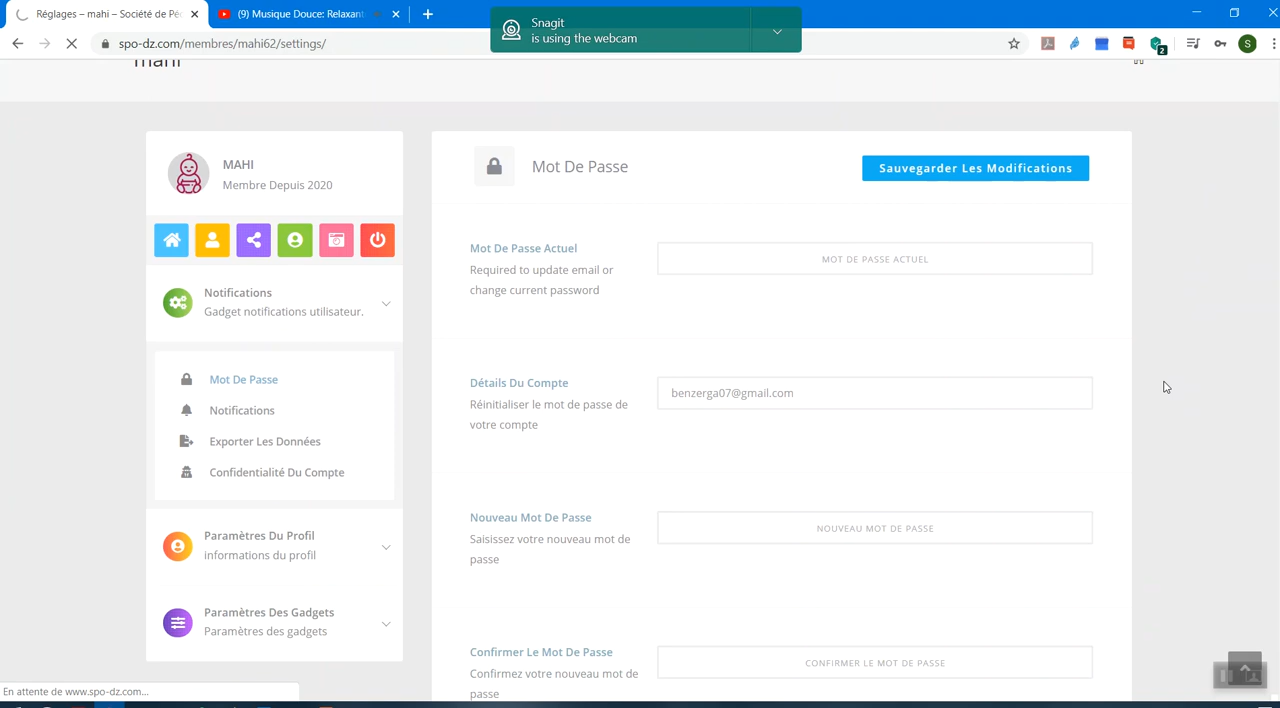 Réglages – mahi – Société de Pé
(9) Musique Douce: Relaxant
Snagit
is using the webcam
spo-dz.com/membres/mahi62/settings/
2
S
mahi
MAHI
Membre Depuis 2020
Mot De Passe
Sauvegarder Les Modifications
Notifications
Gadget notifications utilisateur.
Mot De Passe
Notifications
Exporter Les Données
Confidentialité Du Compte
Paramètres Du Profil
informations du profil
Paramètres Des Gadgets
Paramètres des gadgets
Mot De Passe Actuel
Required to update email or
change current password
MOT DE PASSE ACTUEL
Détails Du Compte
Réinitialiser le mot de passe de
votre compte
benzerga07@gmail.com
Nouveau Mot De Passe
Saisissez votre nouveau mot de
passe
NOUVEAU MOT DE PASSE
Confirmer Le Mot De Passe
Confirmez votre nouveau mot de
passe
CONFIRMER LE MOT DE PASSE
En attente de www.spo-dz.com...